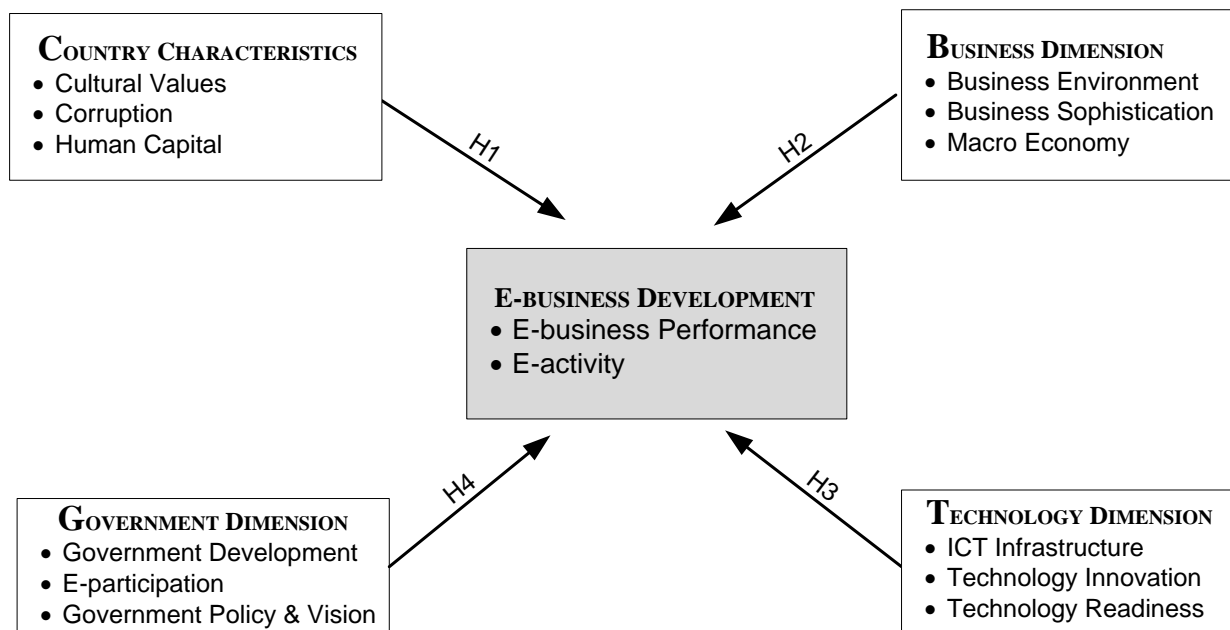 COUNTRY CHARACTERISTICS
• Cultural Values
• Corruption
• Human Capital
BUSINESS DIMENSION
• Business Environment
• Business Sophistication
• Macro Economy
H1
H2
E-BUSINESS DEVELOPMENT
• E-business Performance
• E-activity
H4
H3
GOVERNMENT DIMENSION
• Government Development
• E-participation
• Government Policy & Vision
TECHNOLOGY DIMENSION
• ICT Infrastructure
• Technology Innovation
• Technology Readiness